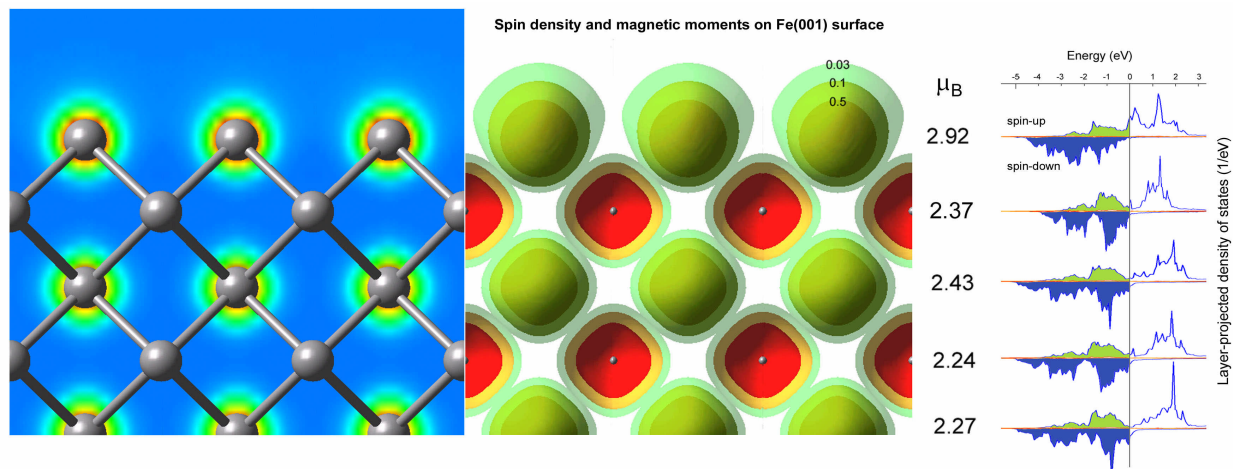 Spin density and magnetic moments on Fe(001) surface
0.03
0.1
0.5
μB
2.92
2.37
2.43
2.24
2.27
Energy (eV)
-5 -4 -3 -2 -1 0 1 2 3
spin-up
spin-down
Layer-projected density of states (1/eV)